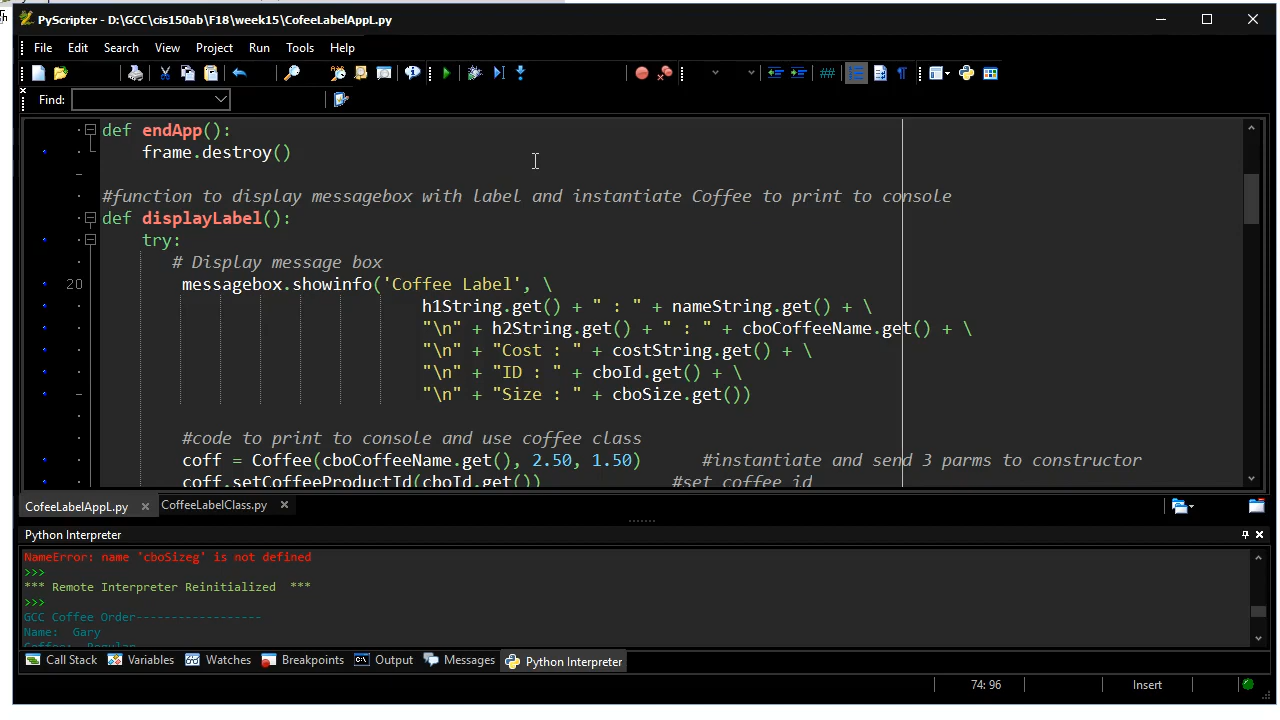 PyScripter - D:\GCC\cis150ab\F18\week15\CofeeLabelAppL.py
File Edit Search View Project Run Tools Help
Find:
def endApp():
frame.destroy()
#function to display messagebox with label and instantiate Coffee to print to console
def displayLabel():
try:
# Display message box
20 messagebox.showinfo('Coffee Label', \
h1String.get() + " : " + nameString.get() + \
"\n" + h2String.get() + " : " + cboCoffeeName.get() + \
"\n" + "Cost : " + costString.get() + \
"\n" + "ID : " + cboId.get() + \
"\n" + "Size : " + cboSize.get())
#code to print to console and use coffee class
coff = Coffee(cboCoffeeName.get(), 2.50, 1.50) #instantiate and send 3 parms to constructor
coff.setCoffeeProductId(cboId.get()) #set coffee id
CofeeLabelAppL.py × CoffeeLabelClass.py ×
Python Interpreter
NameError: name 'cboSizeg' is not defined
>>>
*** Remote Interpreter Reinitialized ***
>>>
GCC Coffee Order------------------
Name: Gary
Coffee: Regular
Call Stack Variables Watches Breakpoints Output Messages Python Interpreter
74: 96 Insert